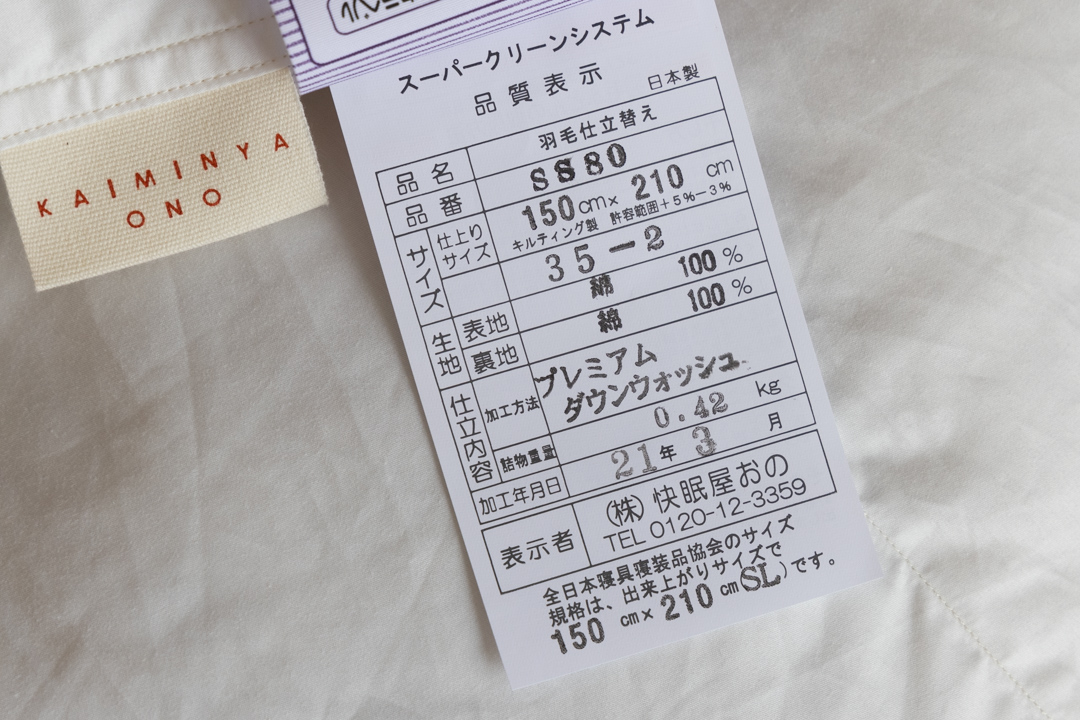 KAIMINYA
ONO
スーパークリーンシステム
品質表示
日本製
品名 羽毛仕立替え
品番 SS80
サイズ 仕上りサイズ 150cm×210cm
キルティング製 許容範囲+5%-3%
35-2
生地 表地 綿 100%
裏地 綿 100%
仕立内容 加工方法 プレミアム
ダウンウォッシュ
詰物重量 0.42 kg
加工年月日 21年3月
表示者 (株)快眠屋おの
TEL 0120-12-3359
全日本寝具寝装品協会のサイズ
規格は、出来上がりサイズで
150cm×210cm SL)です。